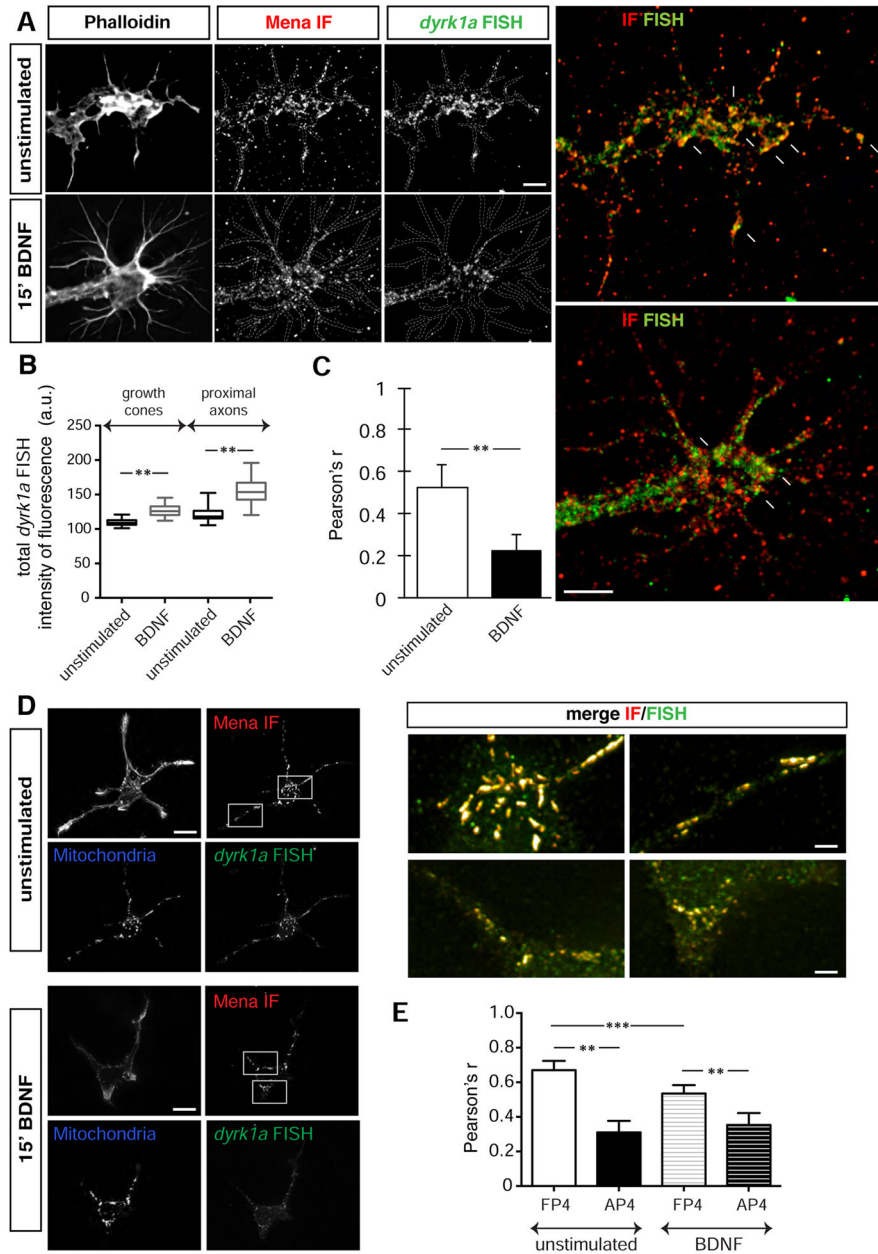 A
Phalloidin
Mena IF
dyrk1a FISH
IF FISH
unstimulated
15' BDNF
IF FISH
B
growth cones
proximal axons
total dyrk1a FISH
intensity of fluorescence (a.u.)
250
200
150
100
50
0
**
**
unstimulated
BDNF
unstimulated
BDNF
C
Pearson's r
1
0.8
0.6
0.4
0.2
0
**
unstimulated
BDNF
D
unstimulated
Mena IF
Mitochondria
dyrk1a FISH
15' BDNF
Mena IF
Mitochondria
dyrk1a FISH
merge IF/FISH
E
Pearson's r
1.0
0.8
0.6
0.4
0.2
0
***
**
**
FP4
AP4
FP4
AP4
unstimulated
BDNF